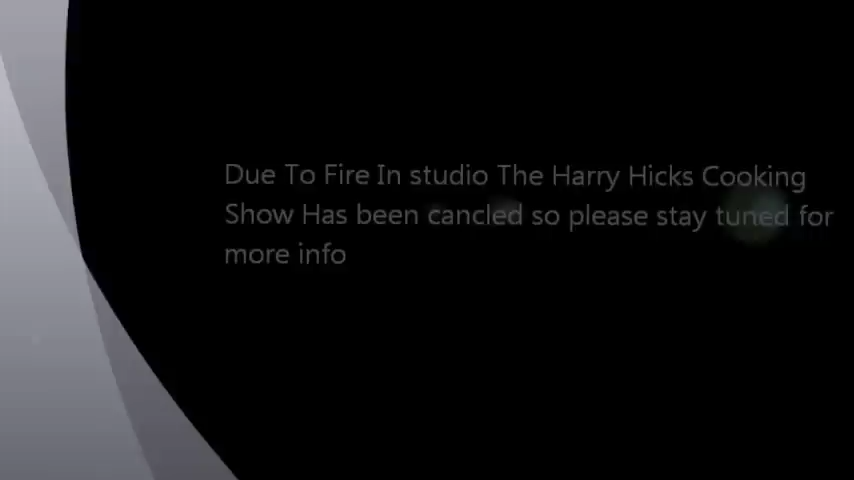 Due To Fire In studio The Harry Hicks Cooking
Show Has been cancled so please stay tuned for
more info